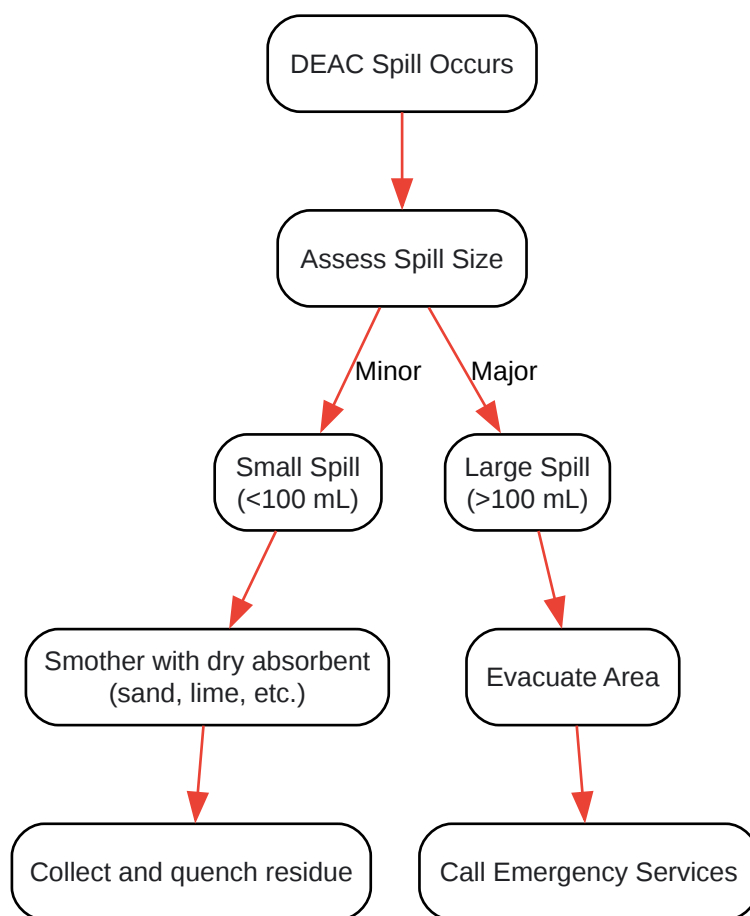 DEAC Spill Occurs
Assess Spill Size
Minor
Major
Small Spill
(<100 mL)
Large Spill
(>100 mL)
Smother with dry absorbent
(sand, lime, etc.)
Evacuate Area
Collect and quench residue
Call Emergency Services